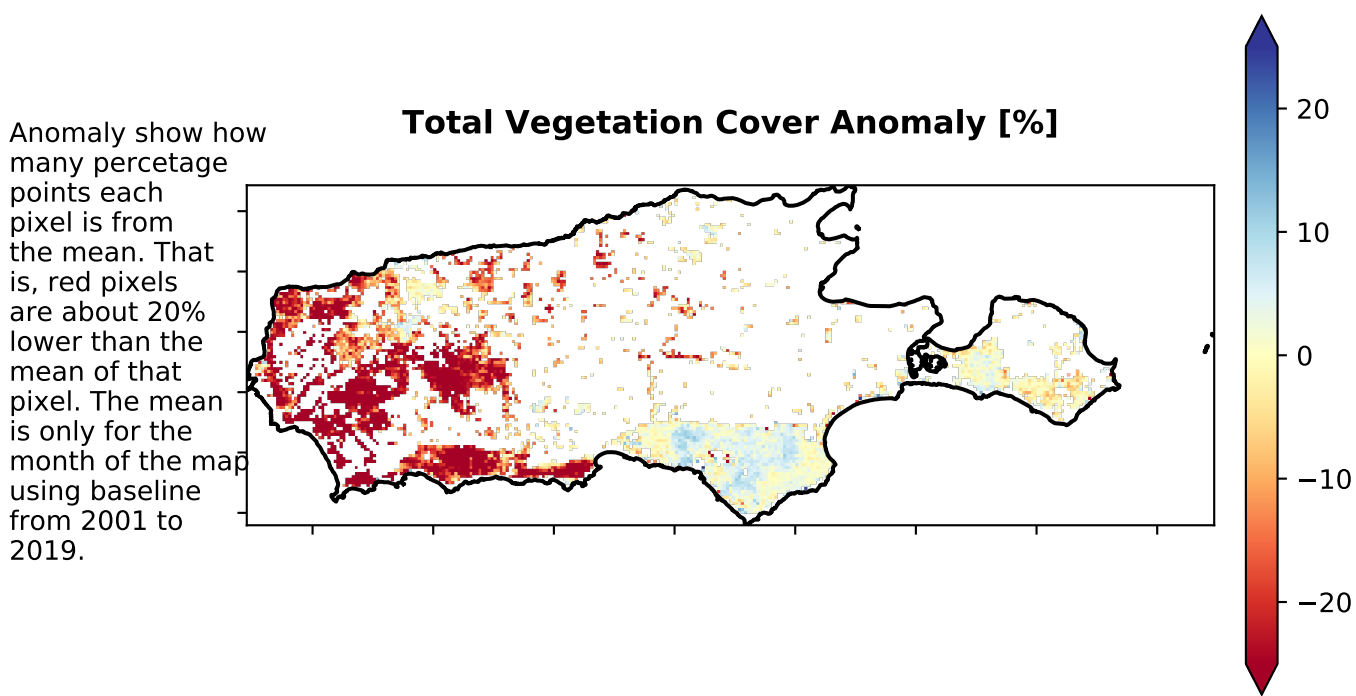 Total Vegetation Cover Anomaly [%]
Anomaly show how
many percetage
points each
pixel is from
the mean. That
is, red pixels
are about 20%
lower than the
mean of that
pixel. The mean
is only for the
month of the map
using baseline
from 2001 to
2019.
20
10
0
−10
−20